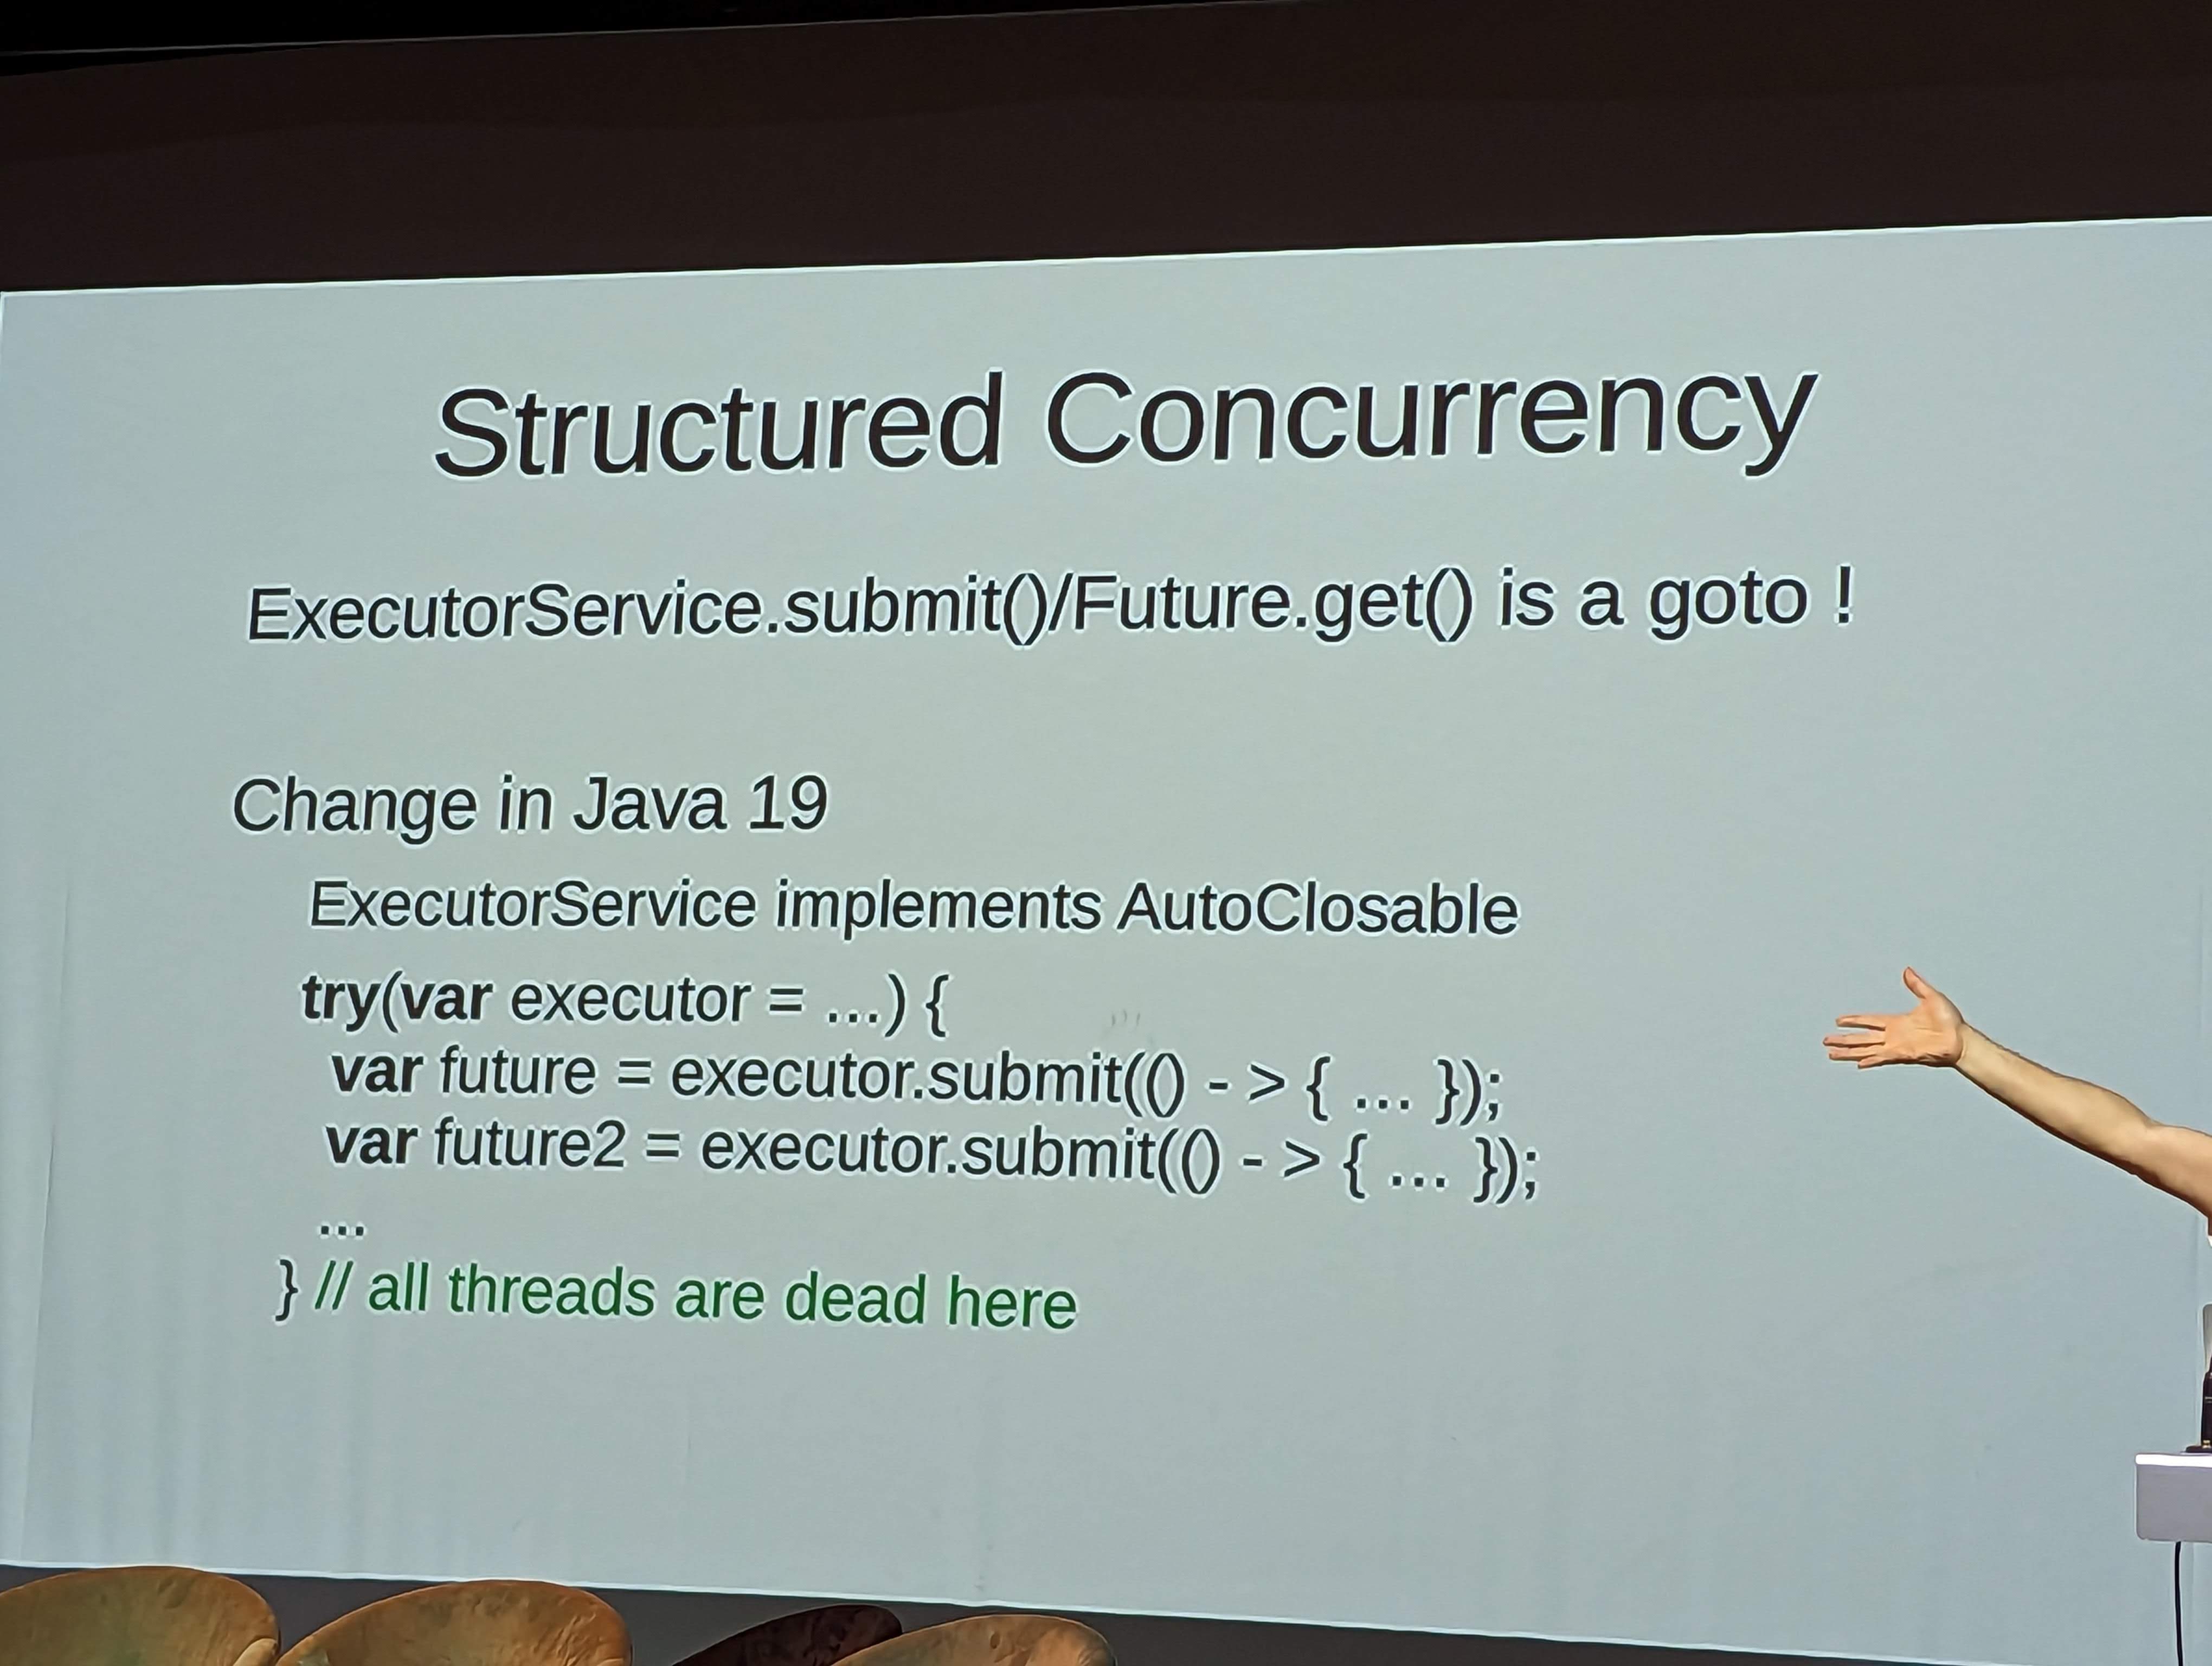 Structured Concurrency
ExecutorService.submit()/Future.get() is a goto !
Change in Java 19
ExecutorService implements AutoClosable
try(var executor = ...) {
var future = executor.submit(() - > { ... });
var future2 = executor.submit(() - > { ... });
...
} // all threads are dead here